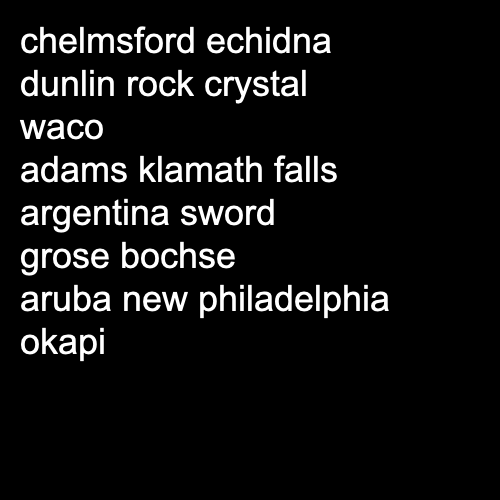 chelmsford echidna
dunlin rock crystal
waco
adams klamath falls
argentina sword
grose bochse
aruba new philadelphia
okapi